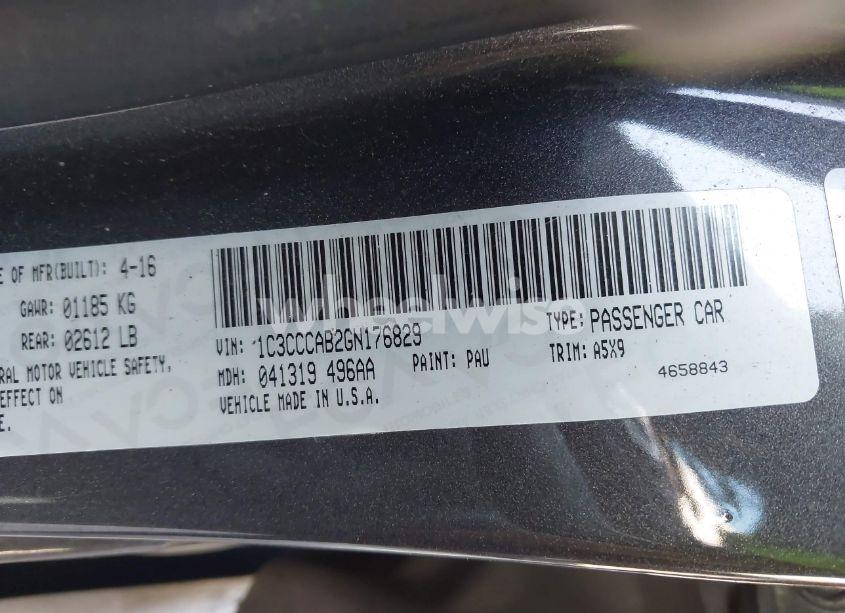 E OF MFR(BUILT): 4-16
GAWR: 01185 KG
REAR: 02612 LB
RAL MOTOR VEHICLE SAFETY,
EFFECT ON
E.
VIN: 1C3CCCAB2GN176829
TYPE: PASSENGER CAR
MDH: 041319 496AA
PAINT: PAU
TRIM: A5X9
VEHICLE MADE IN U.S.A.
4658843
wheelwise